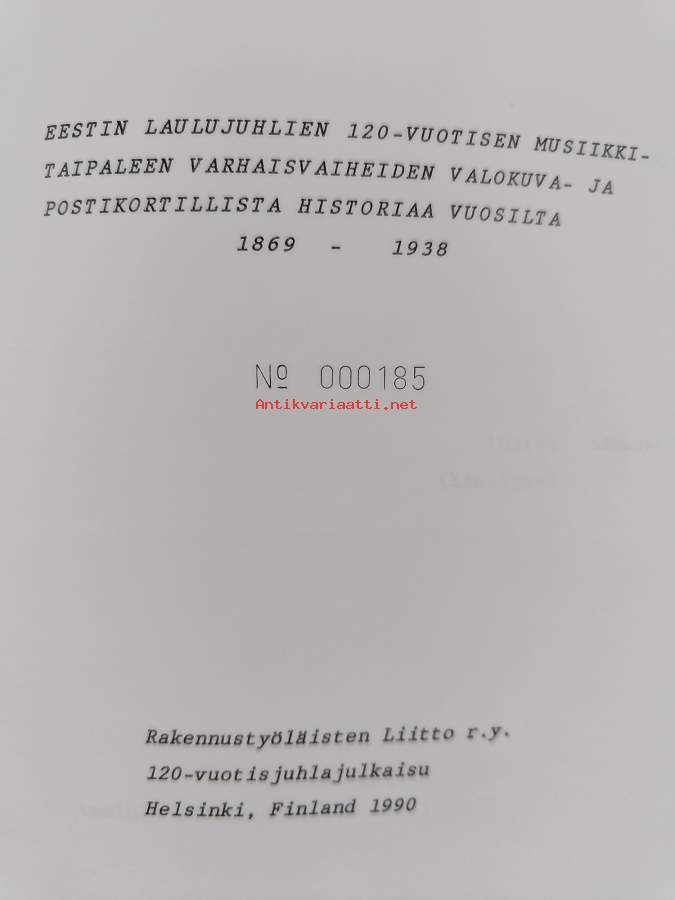 EESTIN LAULUJUHLIEN 120-VUOTISEN MUSIIKKI-
TAIPALEEN VARHAISVAIHEIDEN VALOKUVA- JA
POSTIKORTILLISTA HISTORIAA VUOSILTA
1869 - 1938
Nº 000185
Antikvariaatti.net
Rakennustyöläisten Liitto r.y.
120-vuotisjuhlajulkaisu
Helsinki, Finland 1990